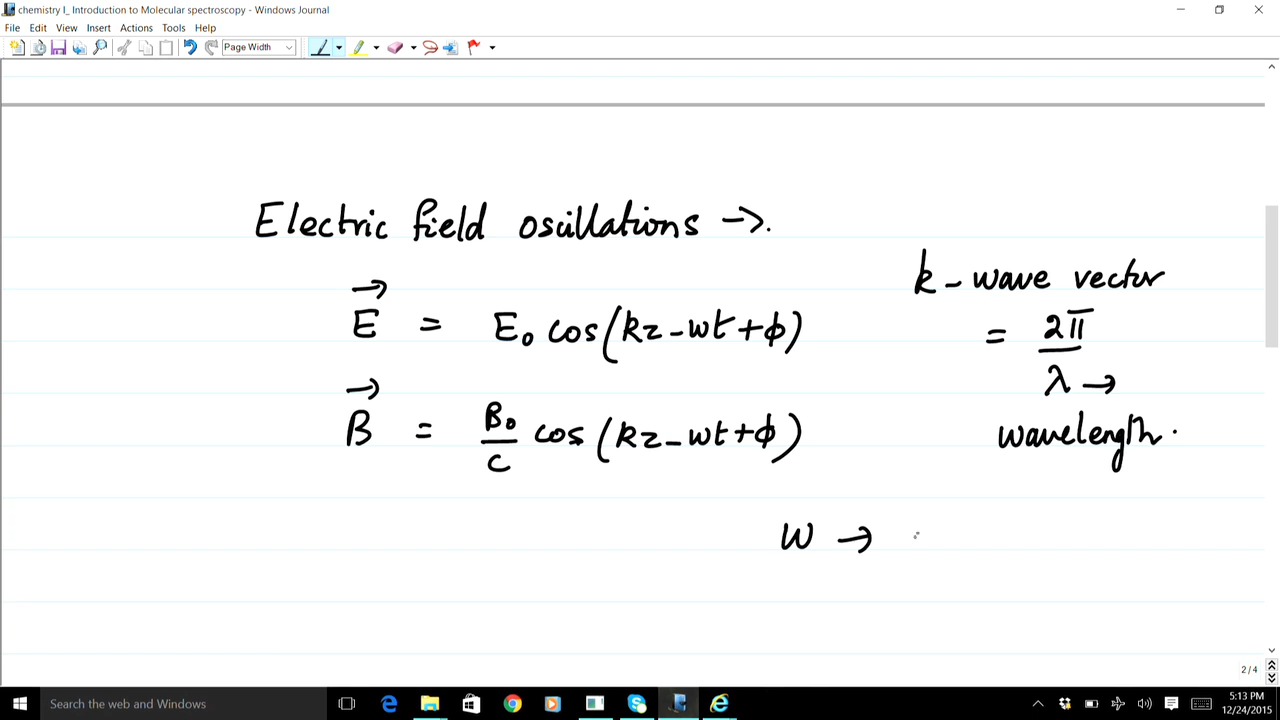 chemistry I_ Introduction to Molecular spectroscopy - Windows Journal
File Edit View Insert Actions Tools Help
Page Width
Electric field oscillations →.
E⃗ = E₀ cos(kz-wt+φ)
B⃗ = B₀/c cos(kz-wt+φ)
k - wave vector
= 2π/λ →
wavelength.
w →
2/4
Search the web and Windows
5:13 PM
12/24/2015